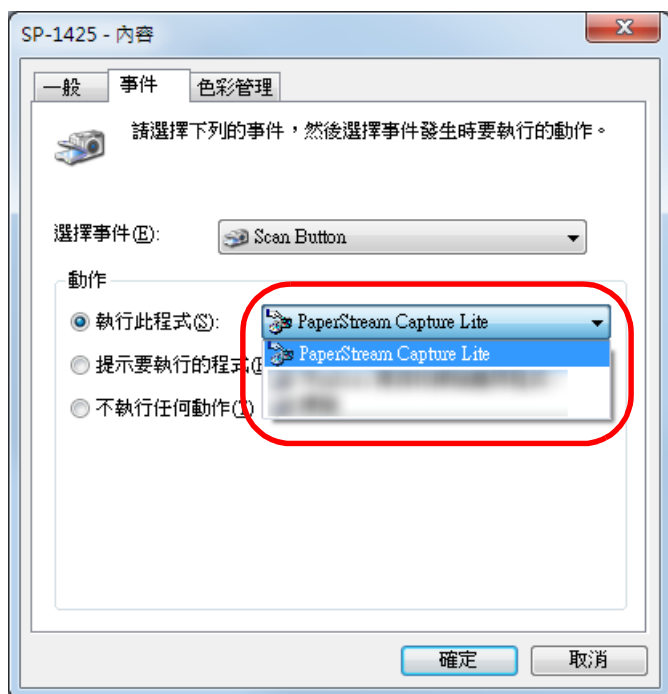 SP-1425 - 內容
一般 事件 色彩管理
請選擇下列的事件，然後選擇事件發生時要執行的動作。
選擇事件(E): Scan Button
動作
執行此程式(S): PaperStream Capture Lite
PaperStream Capture Lite
提示要執行的程式
不執行任何動作(T)
確定 取消